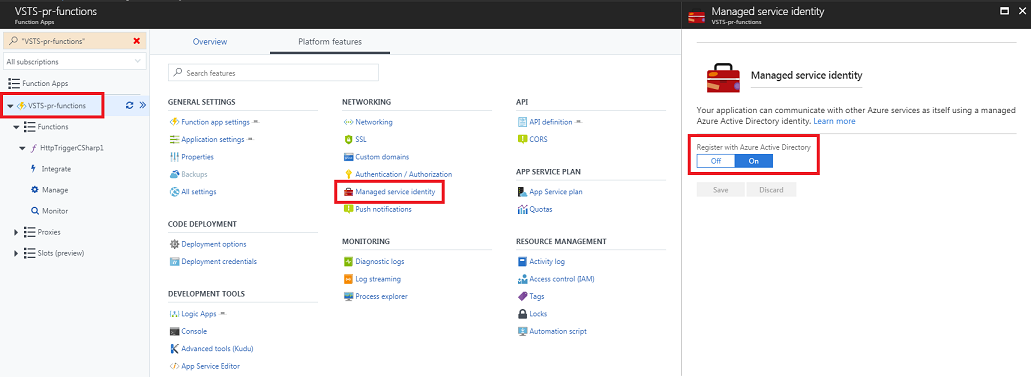 VSTS-pr-functions
Function Apps
"VSTS-pr-functions"
All subscriptions
Function Apps
VSTS-pr-functions
Functions
HttpTriggerCSharp1
Integrate
Manage
Monitor
Proxies
Slots (preview)
Overview
Platform features
Search features
GENERAL SETTINGS
Function app settings
Application settings
Properties
Backups
All settings
CODE DEPLOYMENT
Deployment options
Deployment credentials
DEVELOPMENT TOOLS
Logic Apps
Console
Advanced tools (Kudu)
App Service Editor
NETWORKING
Networking
SSL
Custom domains
Authentication / Authorization
Managed service identity
Push notifications
MONITORING
Diagnostic logs
Log streaming
Process explorer
API
API definition
CORS
APP SERVICE PLAN
App Service plan
Quotas
RESOURCE MANAGEMENT
Activity log
Access control (IAM)
Tags
Locks
Automation script
Managed service identity
VSTS-pr-functions
Managed service identity
Your application can communicate with other Azure services as itself using a managed
Azure Active Directory identity. Learn more
Register with Azure Active Directory
Off On
Save Discard